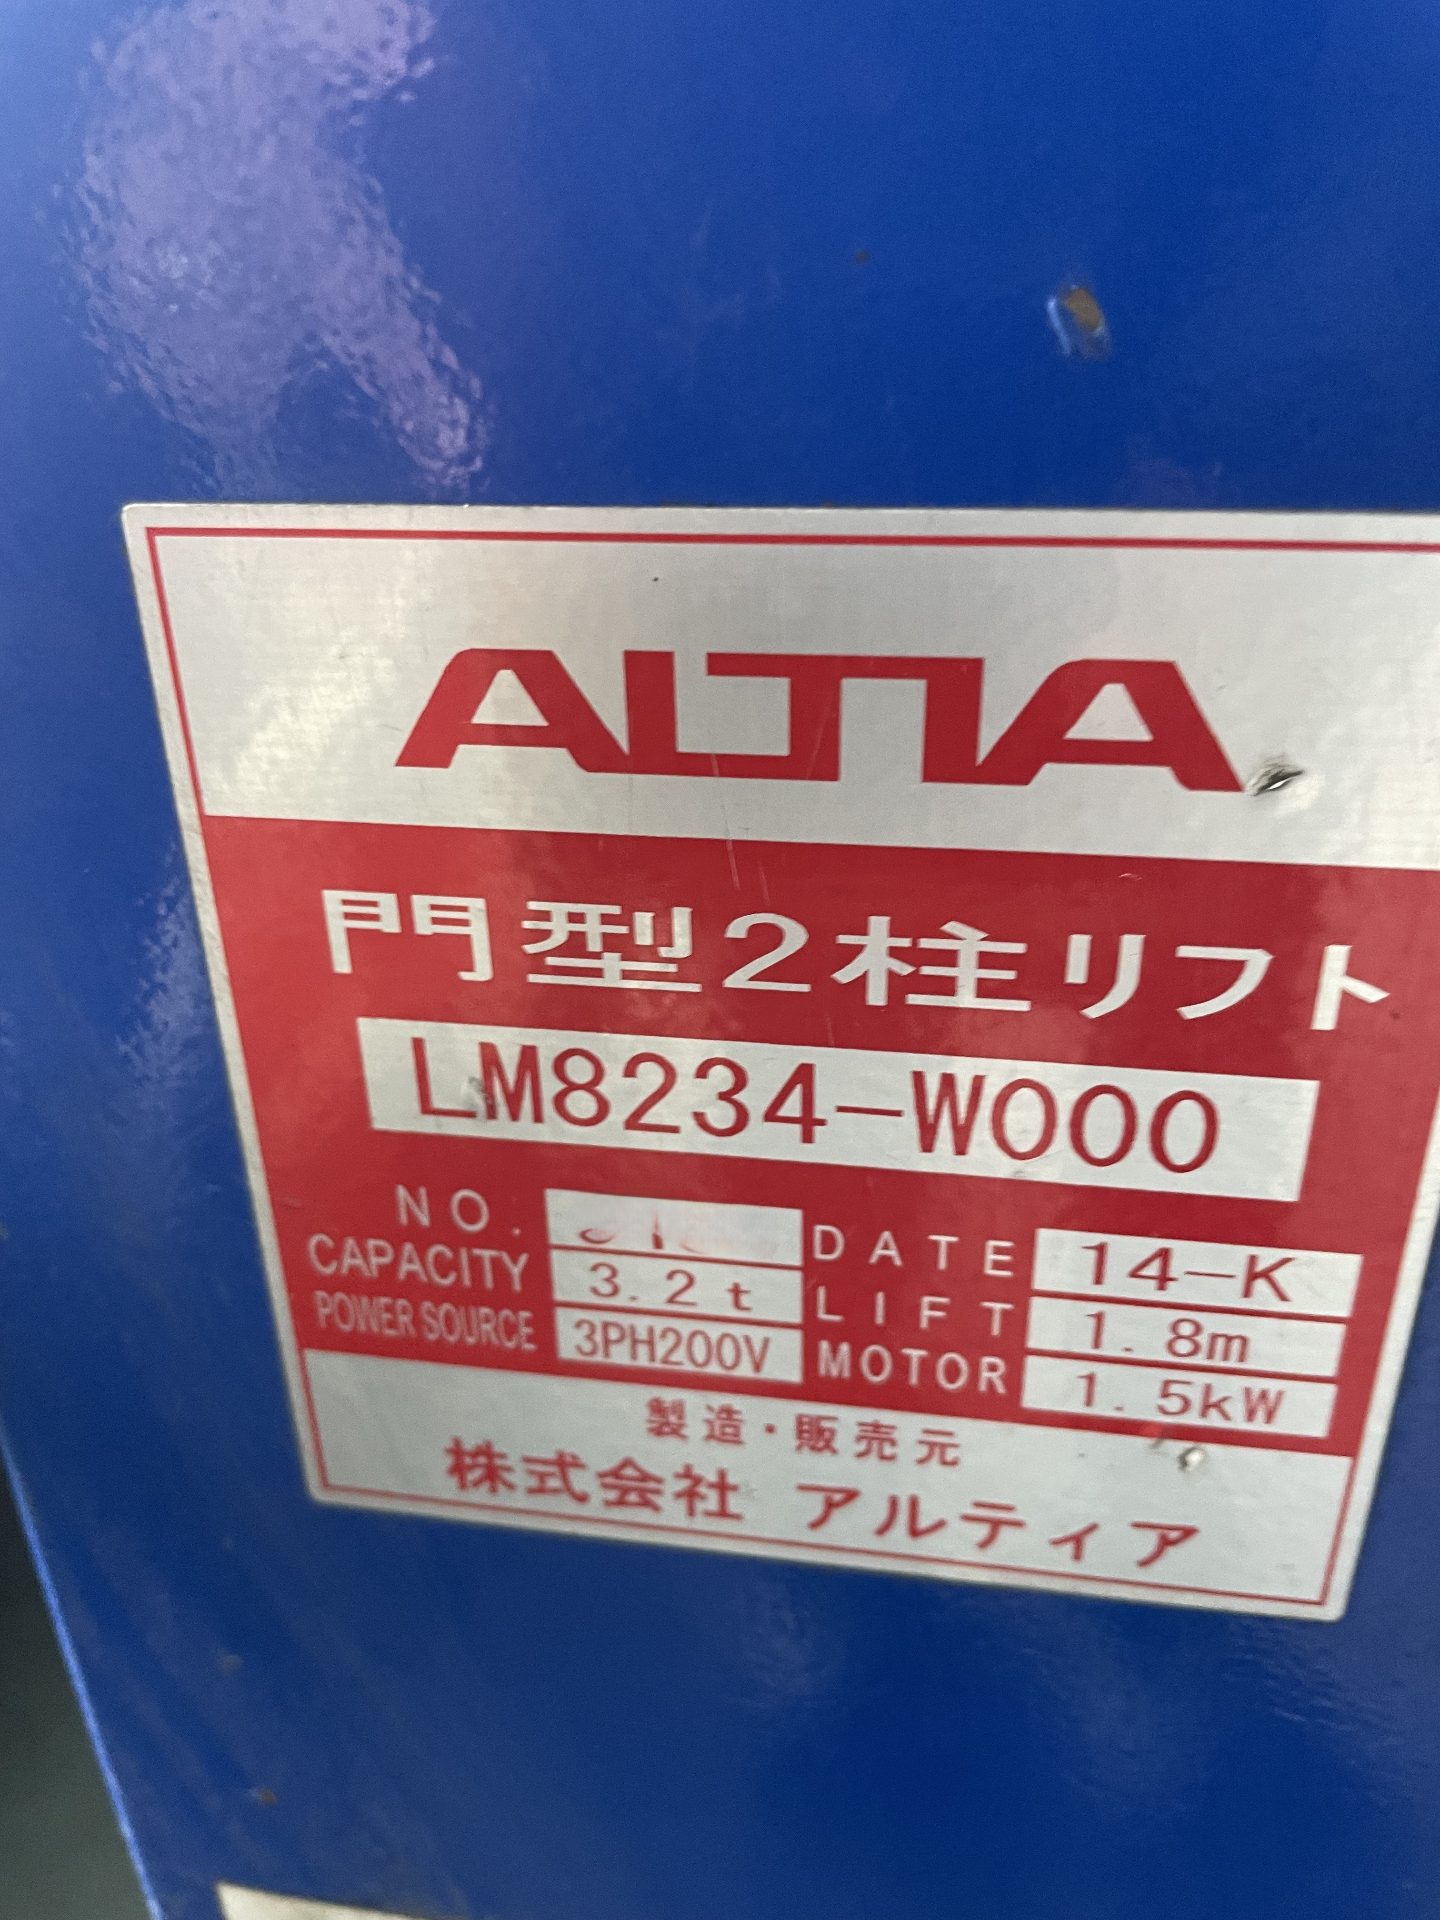 ALTIA
門型2柱リフト
LM8234-W000
NO.
DATE 14-K
CAPACITY 3.2t
LIFT 1.8m
POWER SOURCE 3PH200V
MOTOR 1.5kW
製造・販売元
株式会社 アルティア